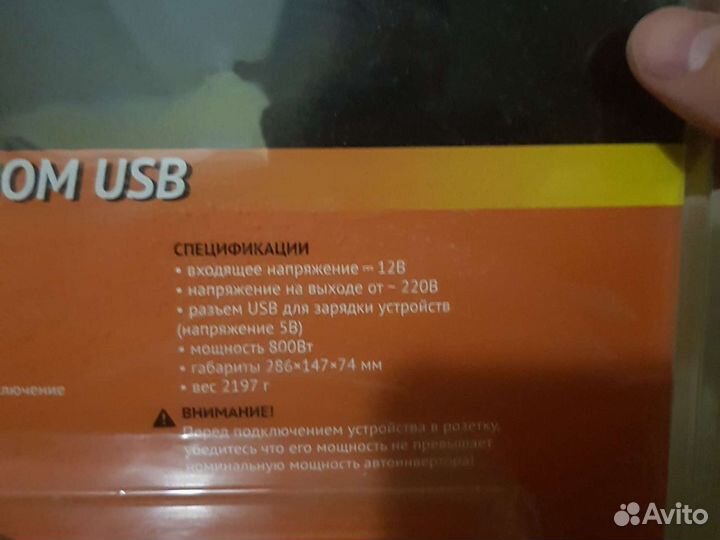 ОМ USB
СПЕЦИФИКАЦИИ
• входящее напряжение = 12В
• напряжение на выходе от ~ 220В
• разъем USB для зарядки устройств
(напряжение 5В)
• мощность 800Вт
• габариты 286×147×74 мм
• вес 2197 г
ключение
ВНИМАНИЕ!
Перед подключением устройства в розетку,
убедитесь что его мощность не превышает
номинальную мощность автоинвертора!
Avito